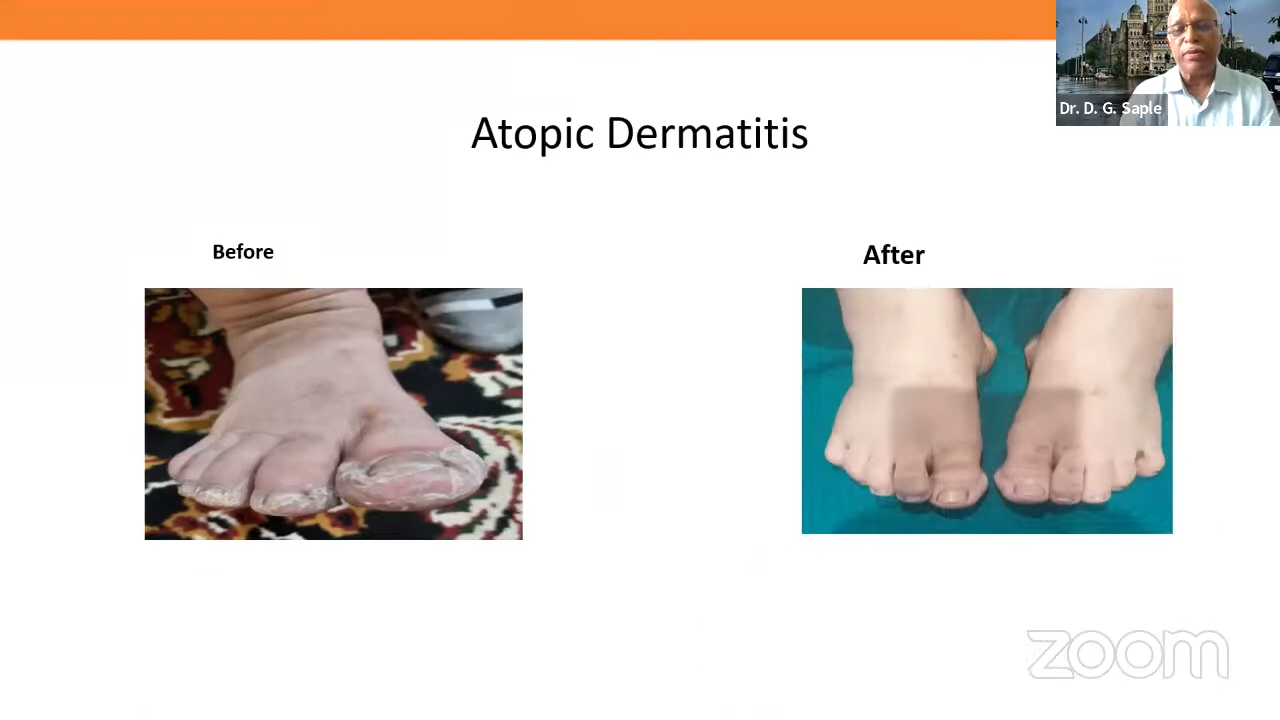 Dr. D. G. Saple
Atopic Dermatitis
Before
After
zoom